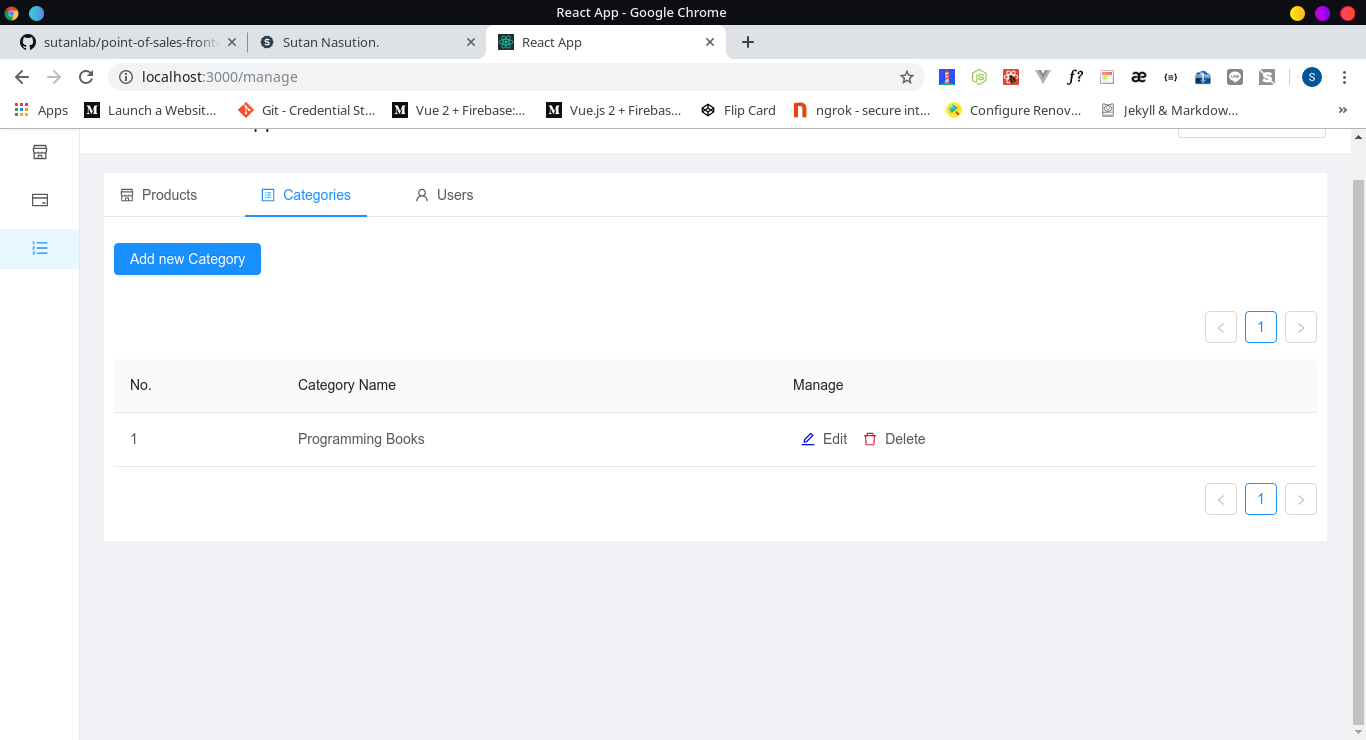 React App - Google Chrome
sutanlab/point-of-sales-front
Sutan Nasution.
React App
localhost:3000/manage
f?
æ
{=}
S
Apps
Launch a Websit...
Git - Credential St...
Vue 2 + Firebase:...
Vue.js 2 + Firebas...
Flip Card
ngrok - secure int...
Configure Renov...
Jekyll & Markdow...
»
Products
Categories
Users
Add new Category
< 1 >
No. Category Name Manage
1 Programming Books Edit Delete
< 1 >